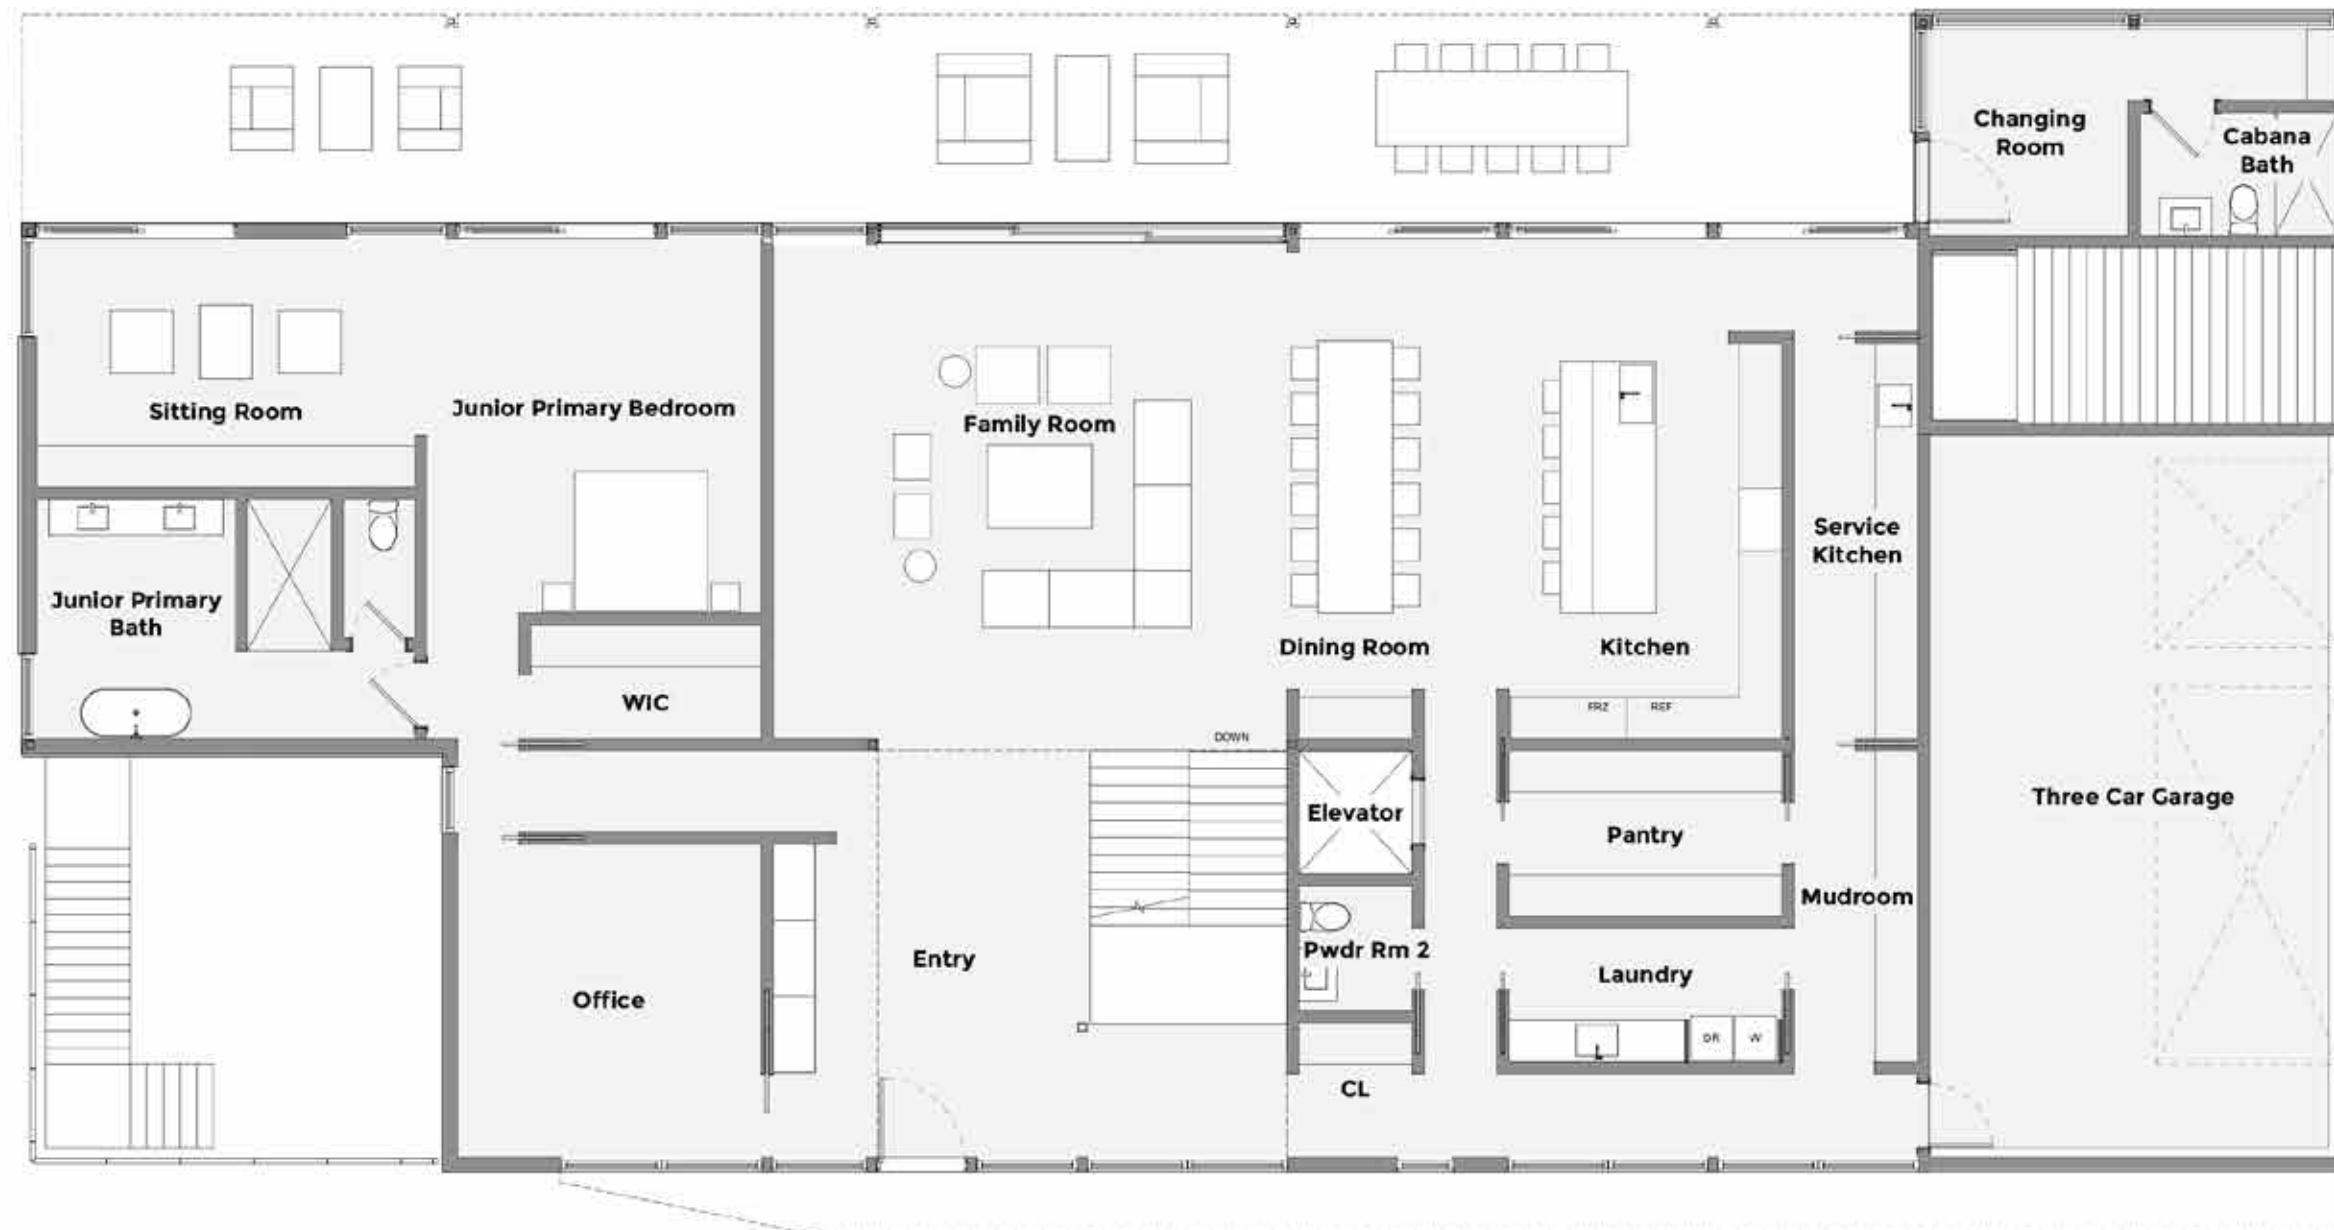 Changing
Room
Cabana
Bath
Sitting Room
Junior Primary Bedroom
Family Room
Service
Kitchen
Junior Primary
Bath
Dining Room
Kitchen
WIC
FRZ
REF
DOWN
Elevator
Pantry
Three Car Garage
Mudroom
Pwdr Rm 2
Entry
Laundry
Office
DR
W
CL